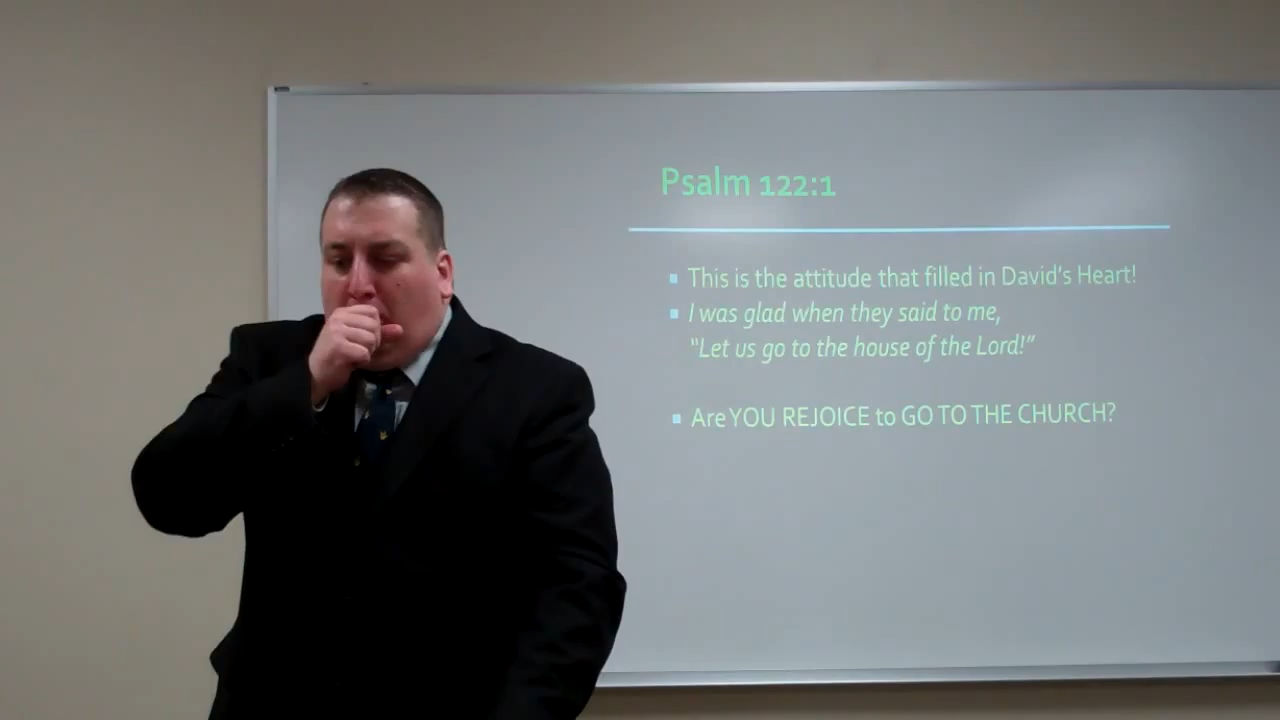 Psalm 122:1
This is the attitude that filled in David's Heart!
I was glad when they said to me,
"Let us go to the house of the Lord!"
Are YOU REJOICE to GO TO THE CHURCH?